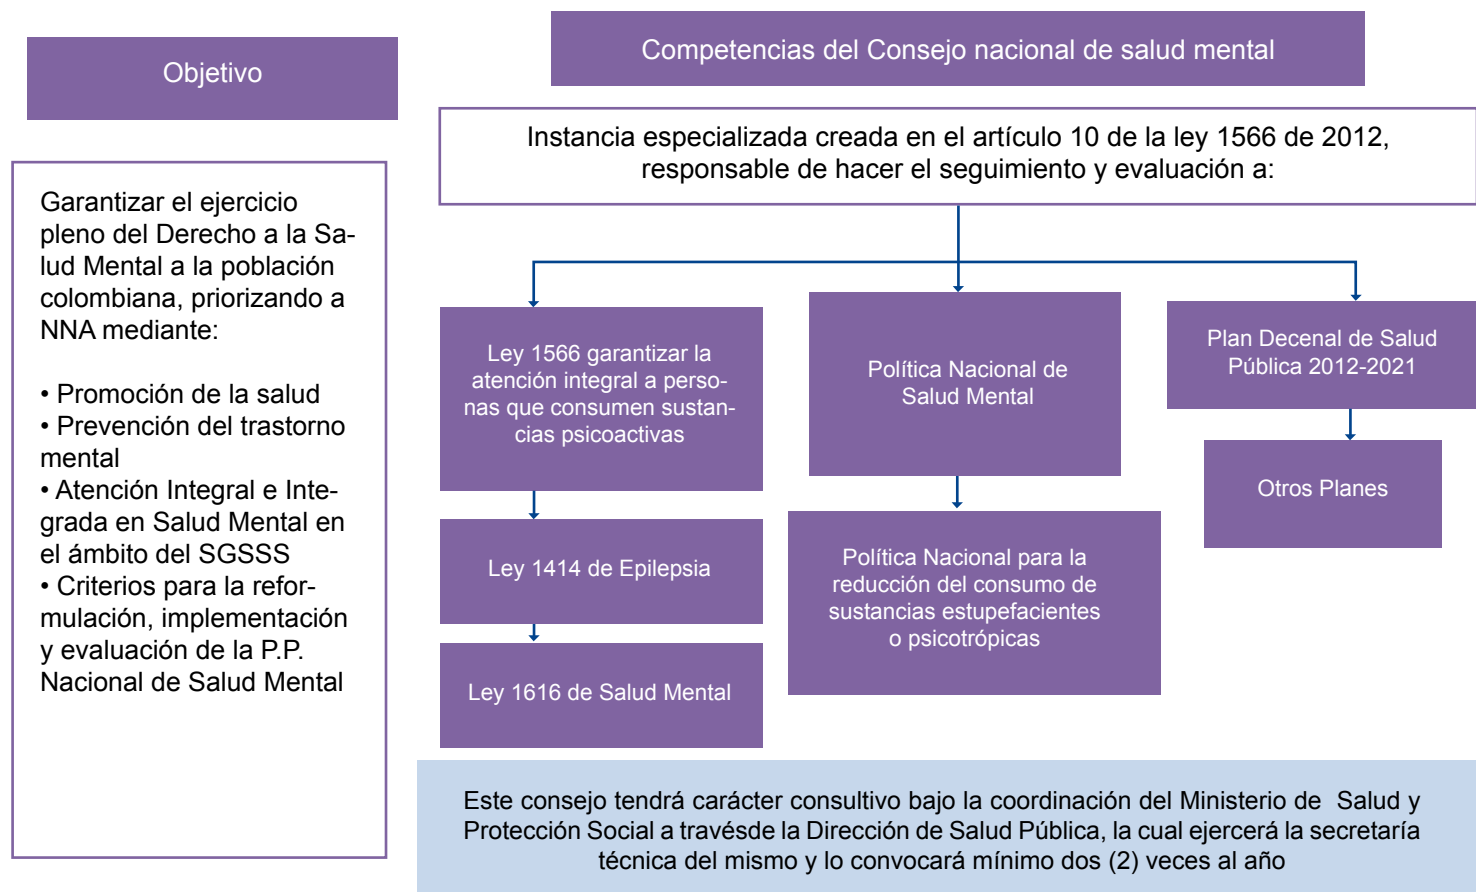 Objetivo
Garantizar el ejercicio
pleno del Derecho a la Sa-
lud Mental a la población
colombiana, priorizando a
NNA mediante:
• Promoción de la salud
• Prevención del trastorno
mental
• Atención Integral e Inte-
grada en Salud Mental en
el ámbito del SGSSS
• Criterios para la refor-
mulación, implementación
y evaluación de la P.P.
Nacional de Salud Mental
Competencias del Consejo nacional de salud mental
Instancia especializada creada en el artículo 10 de la ley 1566 de 2012,
responsable de hacer el seguimiento y evaluación a:
Ley 1566 garantizar la
atención integral a perso-
nas que consumen sustan-
cias psicoactivas
Ley 1414 de Epilepsia
Ley 1616 de Salud Mental
Política Nacional de
Salud Mental
Política Nacional para la
reducción del consumo de
sustancias estupefacientes
o psicotrópicas
Plan Decenal de Salud
Pública 2012-2021
Otros Planes
Este consejo tendrá carácter consultivo bajo la coordinación del Ministerio de Salud y
Protección Social a travésde la Dirección de Salud Pública, la cual ejercerá la secretaría
técnica del mismo y lo convocará mínimo dos (2) veces al año